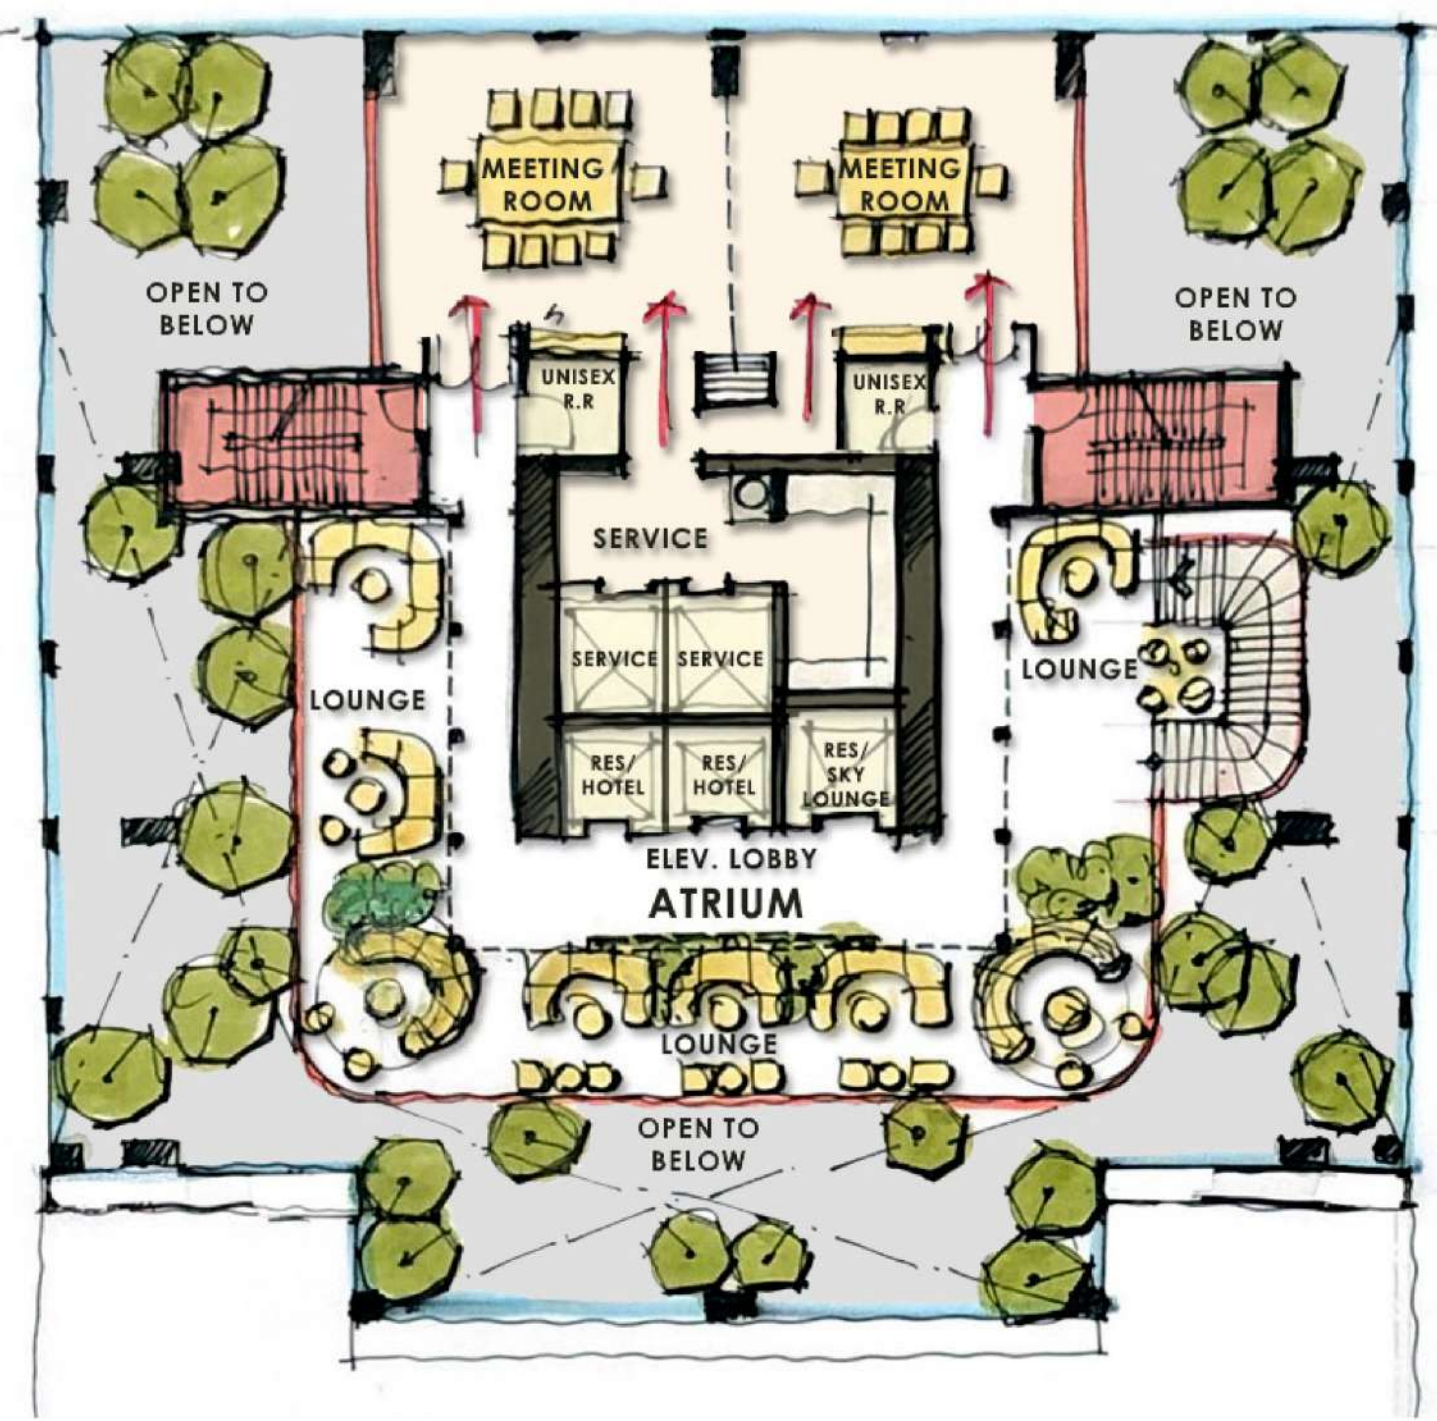 MEETING
ROOM
MEETING
ROOM
OPEN TO
BELOW
OPEN TO
BELOW
UNISEX
R.R
UNISEX
R.R
SERVICE
SERVICE
SERVICE
LOUNGE
LOUNGE
RES/
HOTEL
RES/
HOTEL
RES/
SKY
LOUNGE
ELEV. LOBBY
ATRIUM
LOUNGE
OPEN TO
BELOW